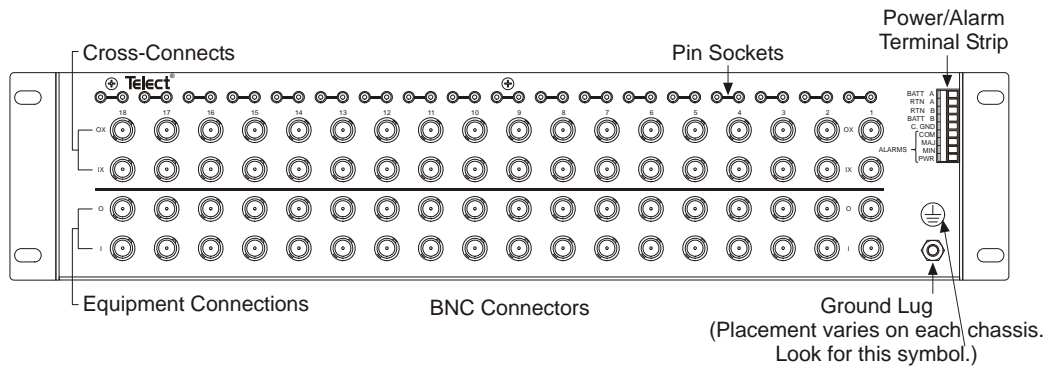 Power/Alarm
Terminal Strip
Cross-Connects
Pin Sockets
Telect®
18 17 16 15 14 13 12 11 10 9 8 7 6 5 4 3 2 1
OX OX
IX IX
O O
I I
BATT A
RTN A
RTN B
BATT B
C. GND
COM
MAJ
ALARMS
MIN
PWR
Equipment Connections
BNC Connectors
Ground Lug
(Placement varies on each chassis.
Look for this symbol.)